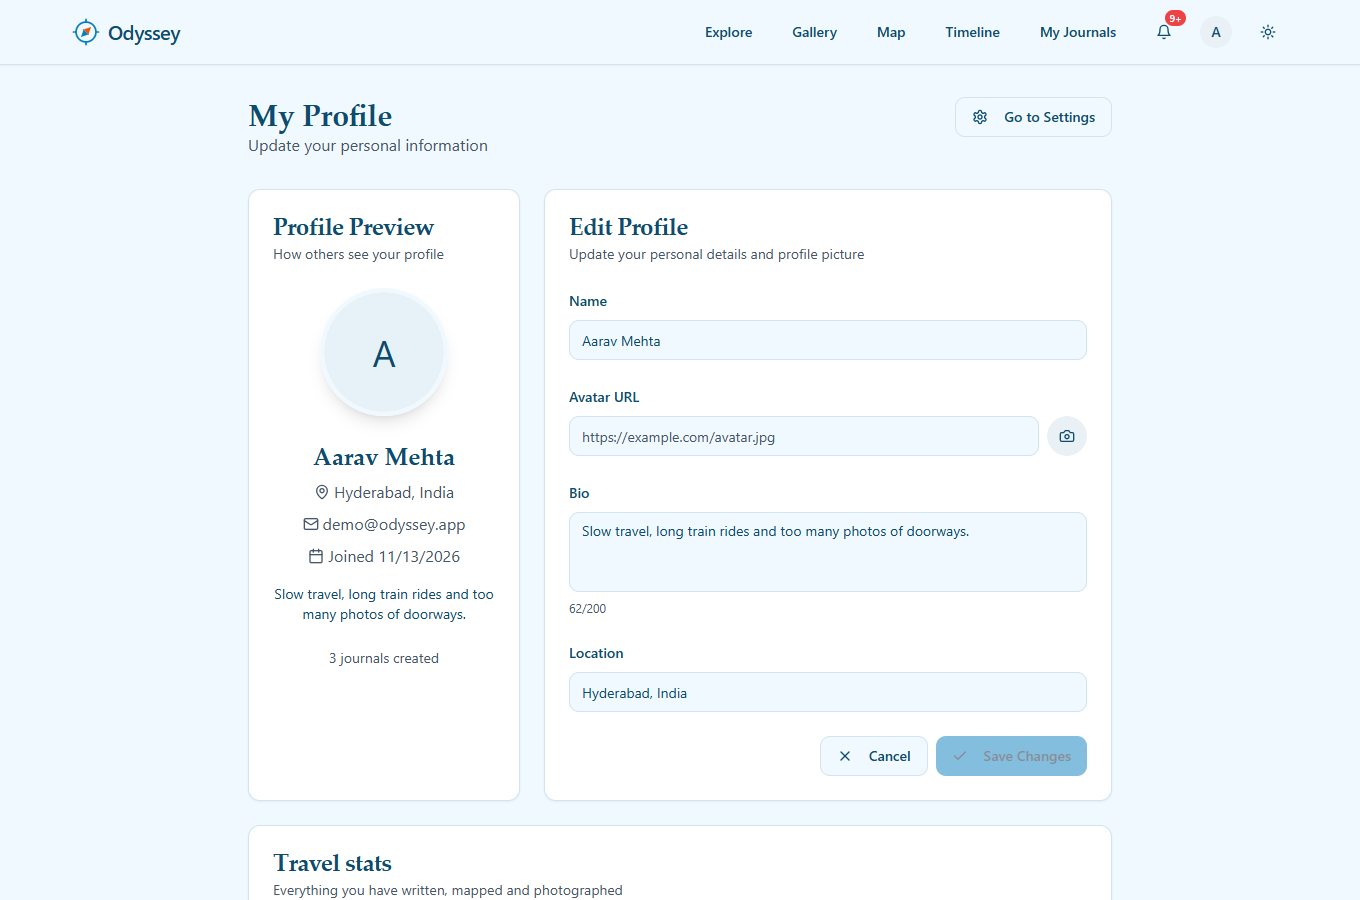 Odyssey
Explore
Gallery
Map
Timeline
My Journals
9+
A
My Profile
Update your personal information
Go to Settings
Profile Preview
How others see your profile
A
Aarav Mehta
Hyderabad, India
demo@odyssey.app
Joined 11/13/2026
Slow travel, long train rides and too
many photos of doorways.
3 journals created
Edit Profile
Update your personal details and profile picture
Name
Aarav Mehta
Avatar URL
https://example.com/avatar.jpg
Bio
Slow travel, long train rides and too many photos of doorways.
62/200
Location
Hyderabad, India
Cancel
Save Changes
Travel stats
Everything you have written, mapped and photographed